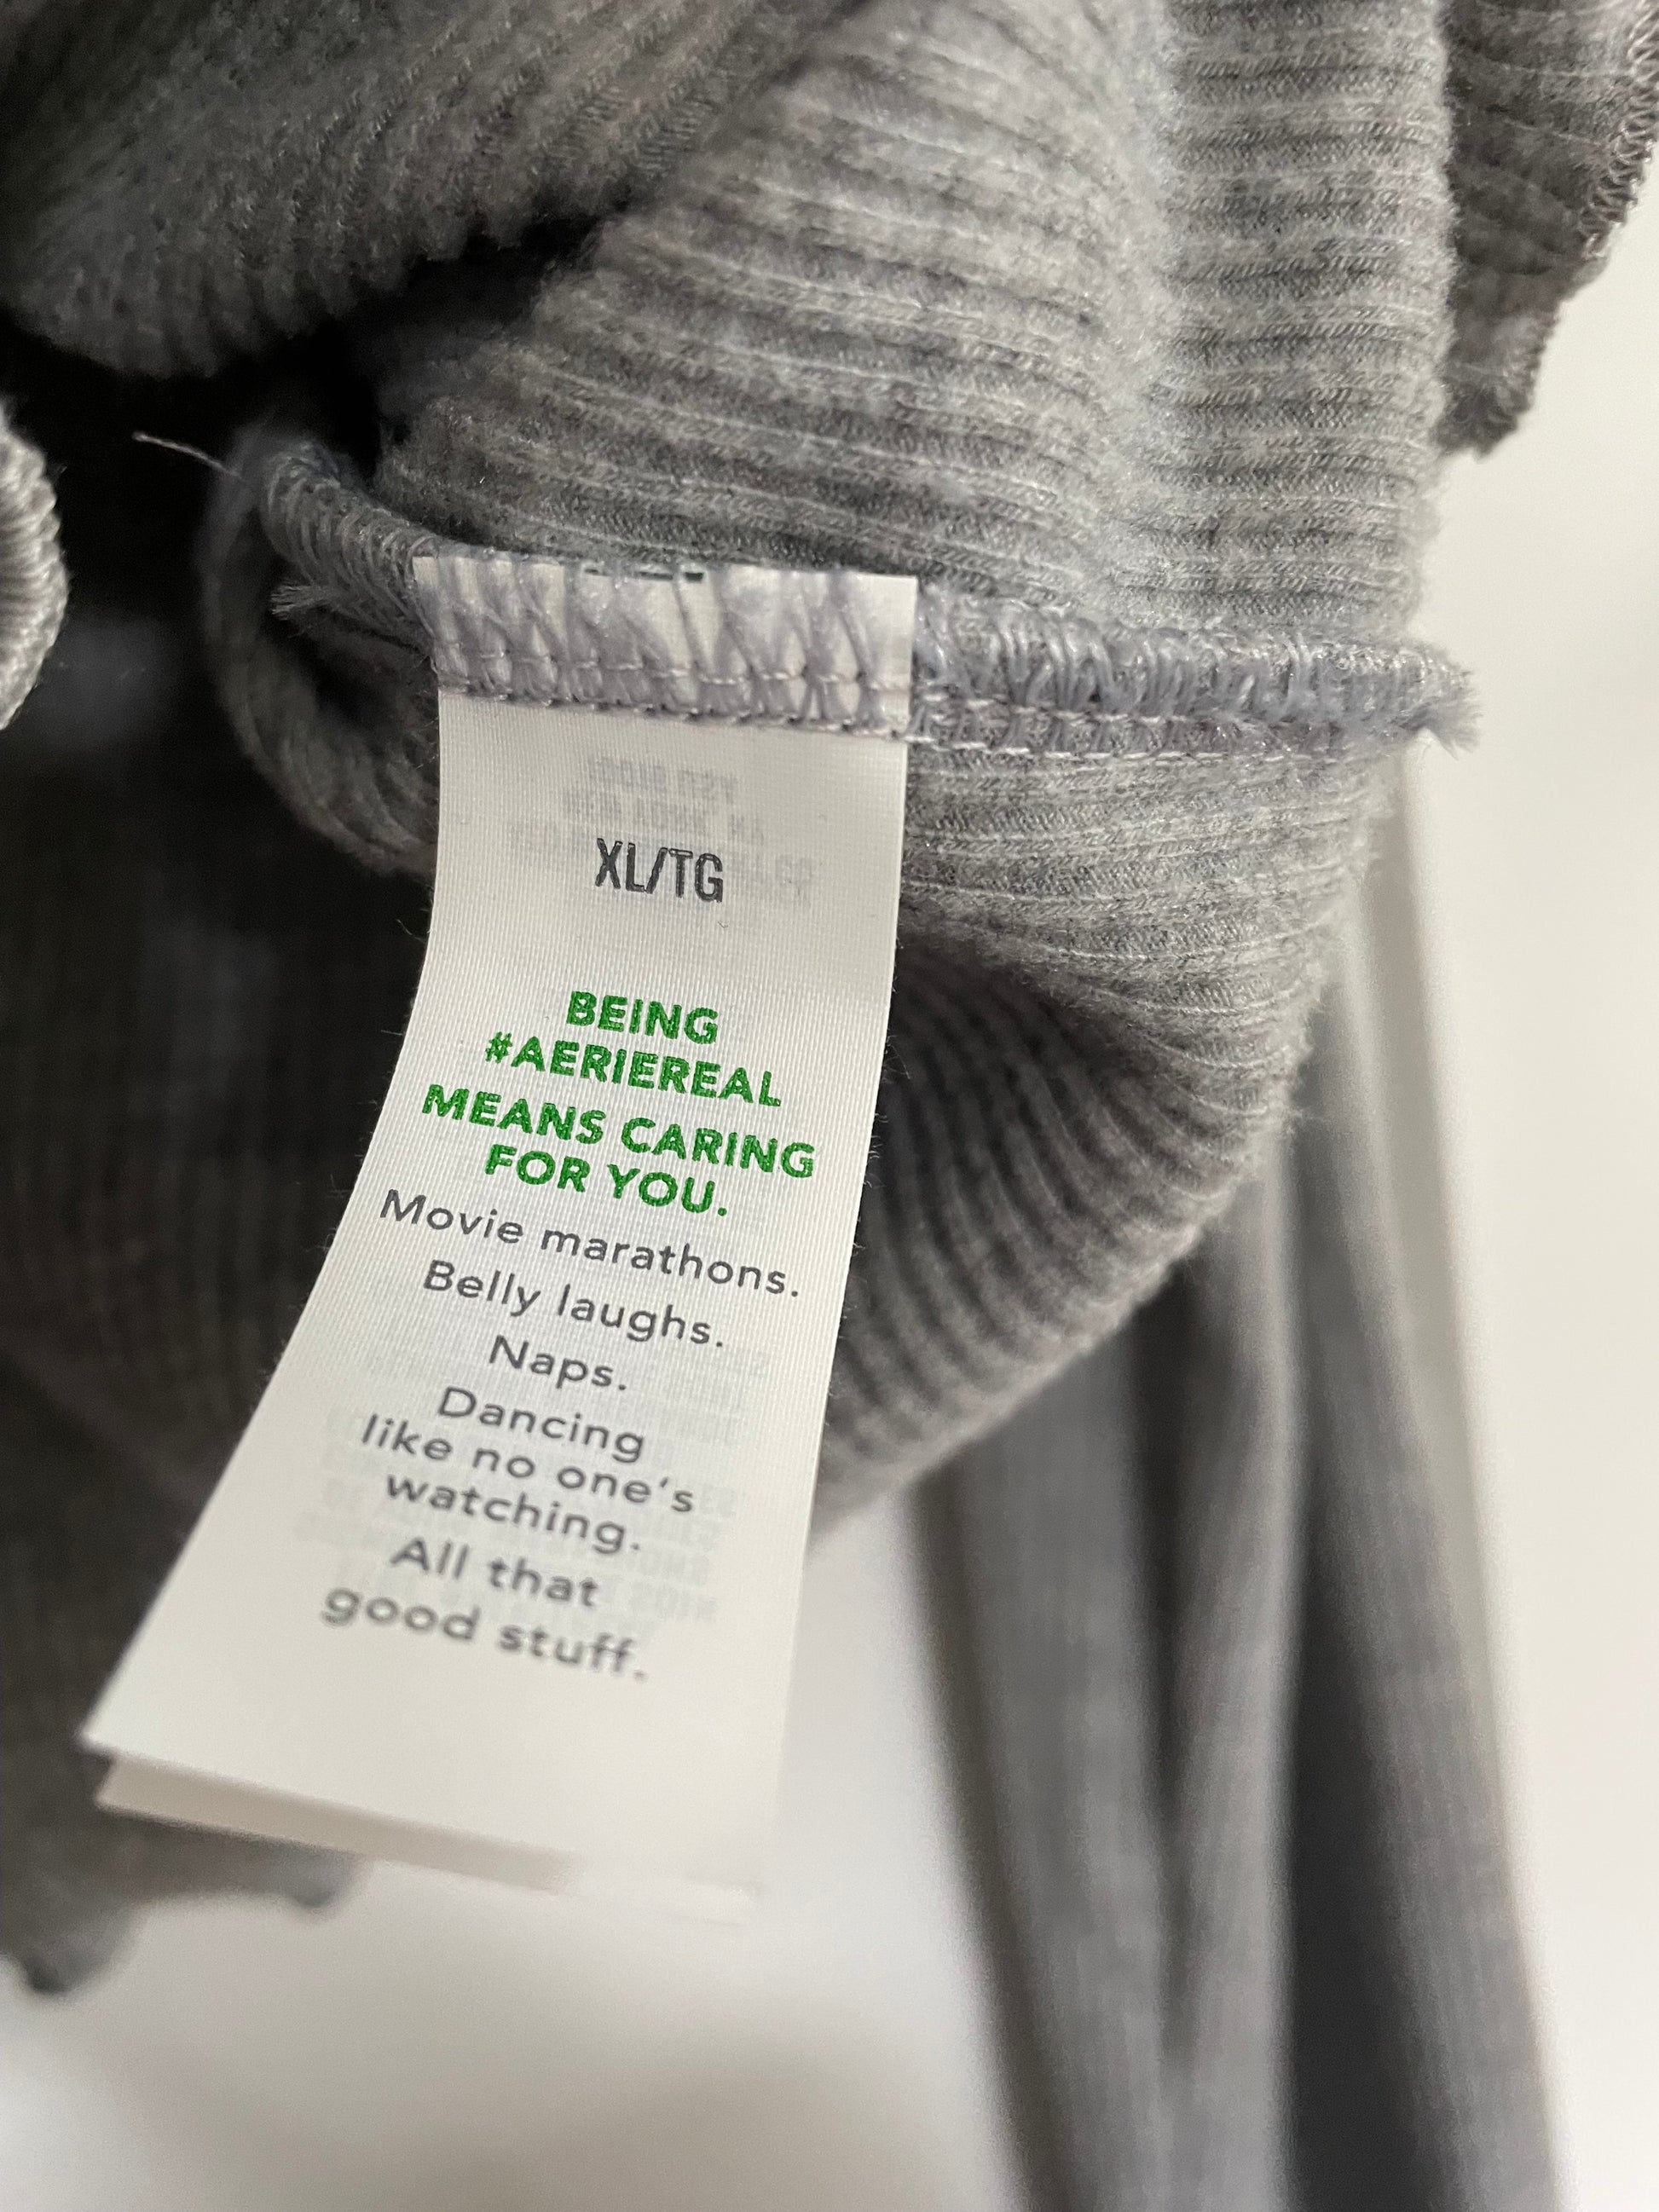 XL/TG
BEING
#AERIEREAL
MEANS CARING
FOR YOU.
Movie marathons.
Belly laughs.
Naps.
Dancing
like no one's
watching.
All that
good stuff.